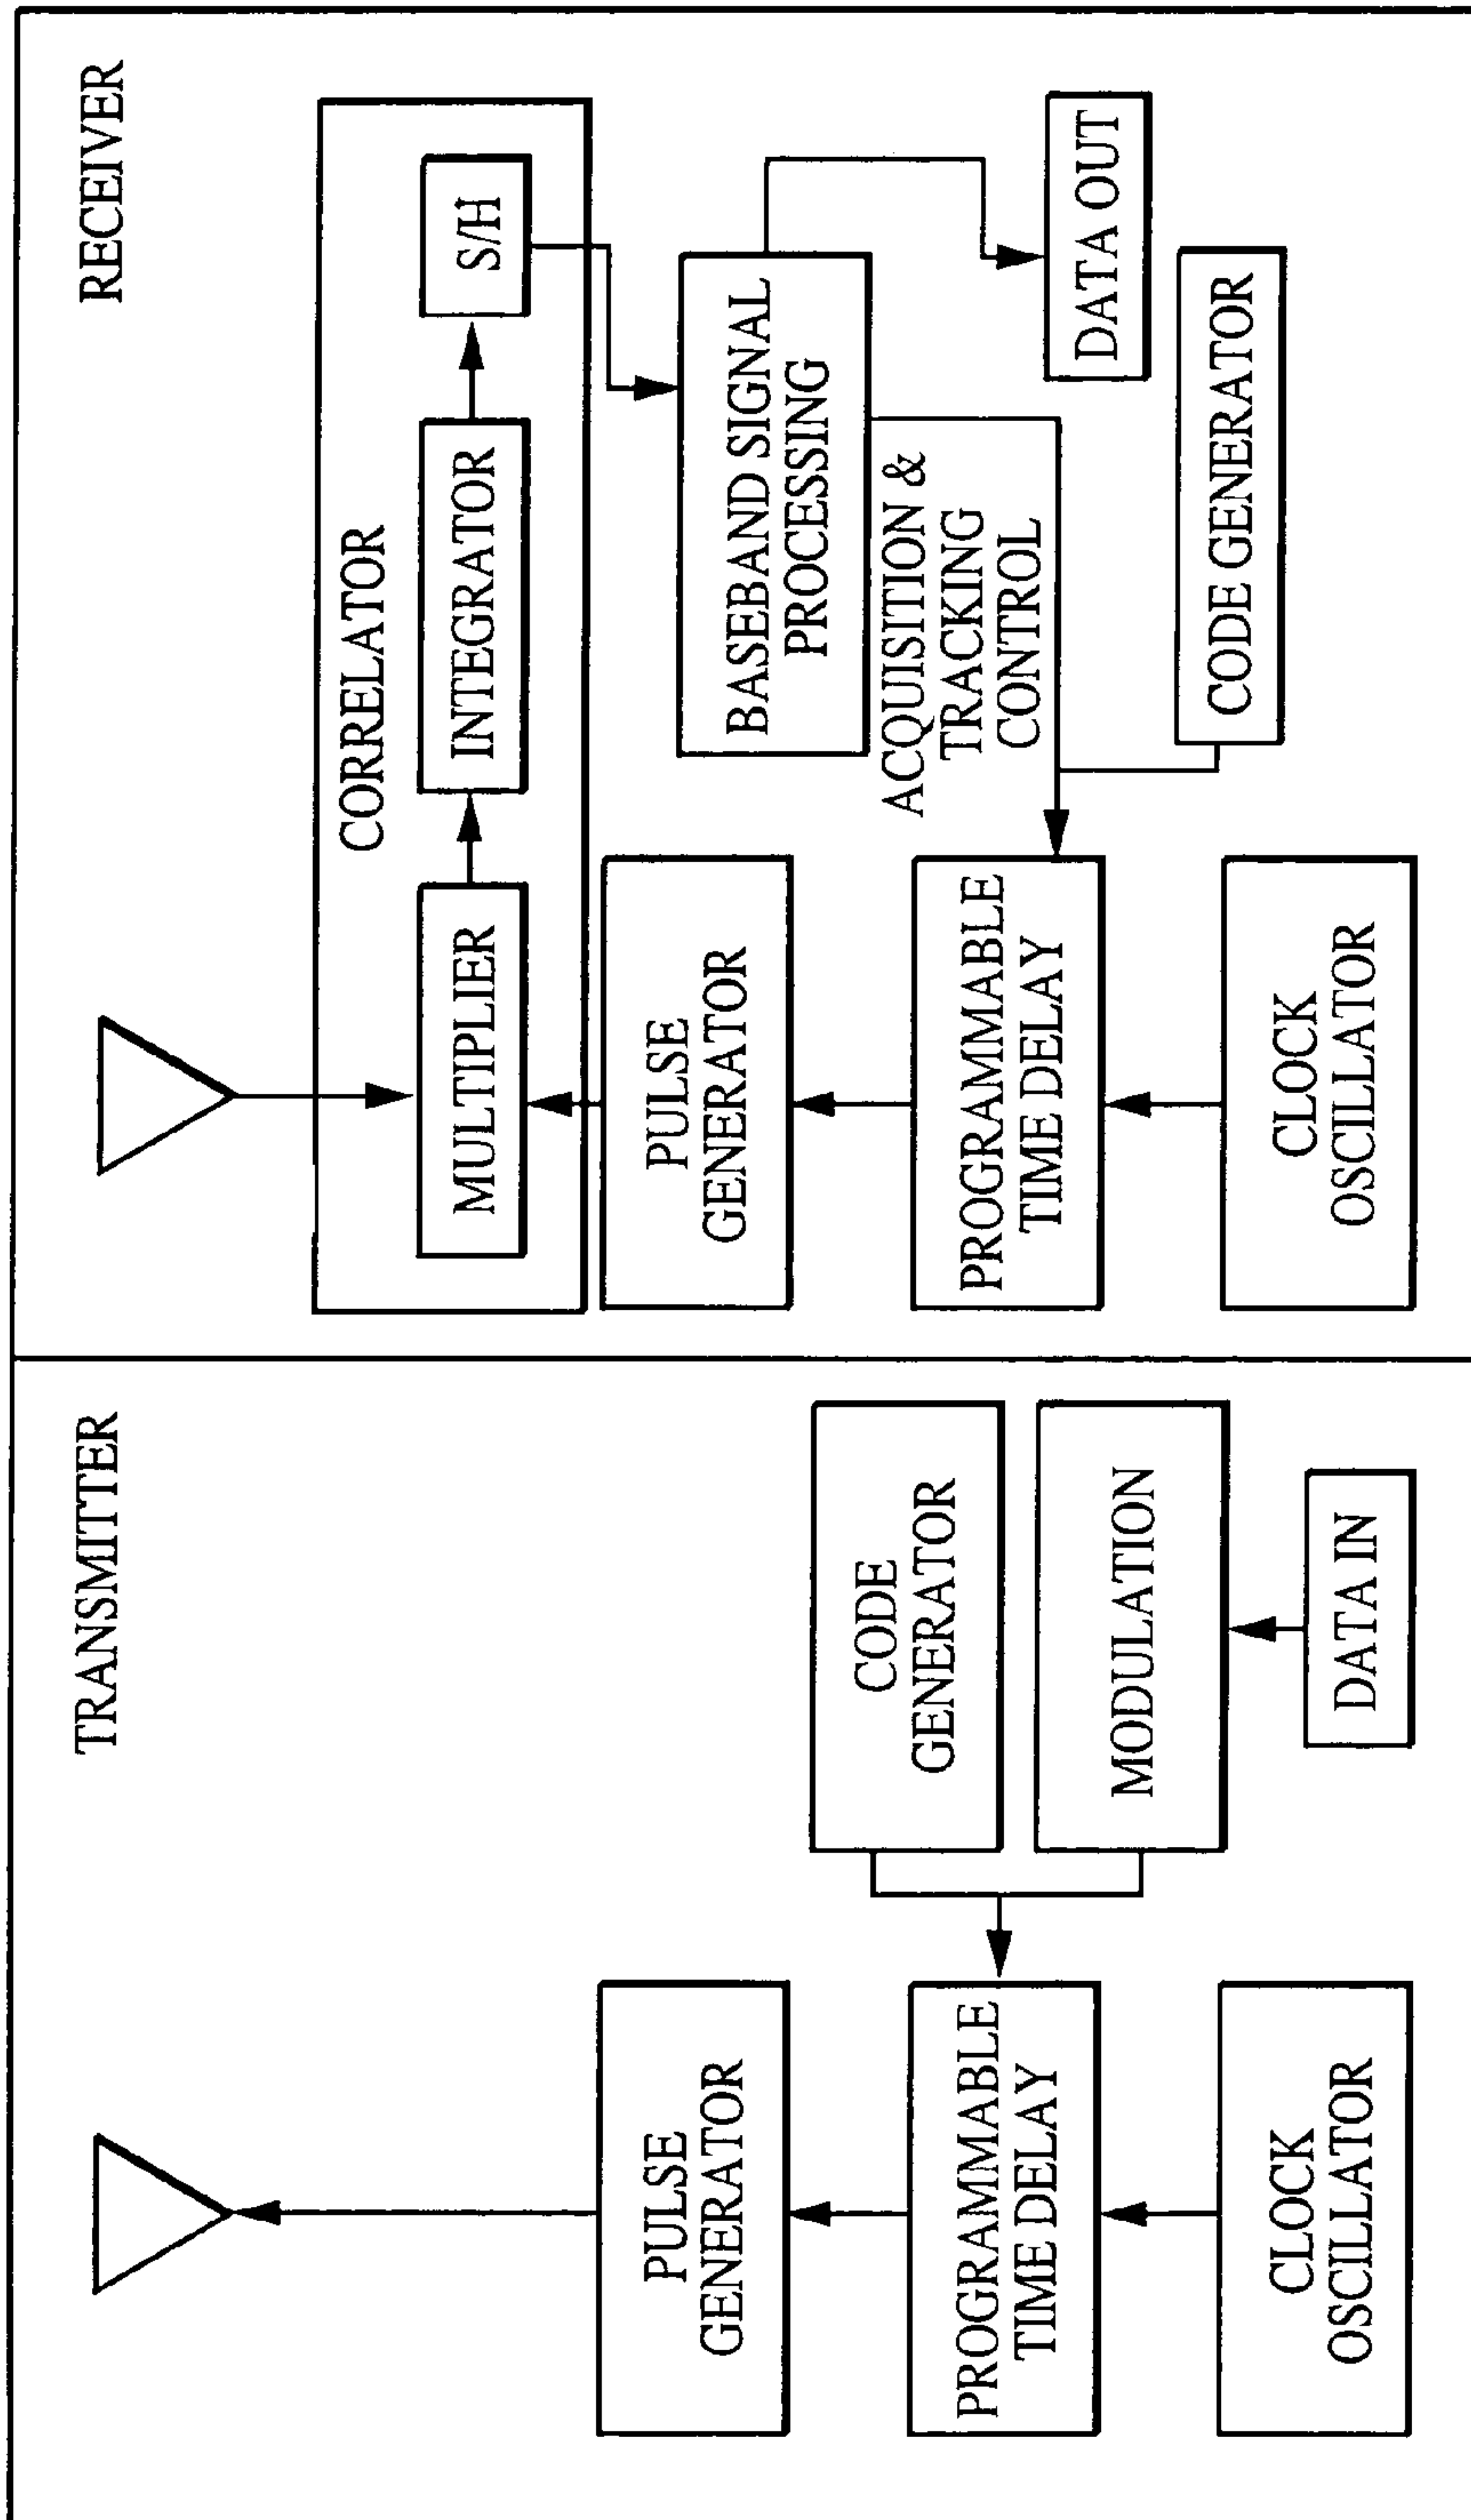 TRANSMITTER
PULSE
GENERATOR
PROGRAMMABLE
TIME DELAY
CLOCK
OSCILLATOR
CODE
GENERATOR
MODULATION
DATA IN
RECEIVER
CORRELATOR
MULTIPLIER
INTEGRATOR
S/H
PULSE
GENERATOR
BASEBAND SIGNAL
PROCESSING
ACQUISITION &
TRACKING
CONTROL
PROGRAMMABLE
TIME DELAY
DATA OUT
CODE GENERATOR
CLOCK
OSCILLATOR